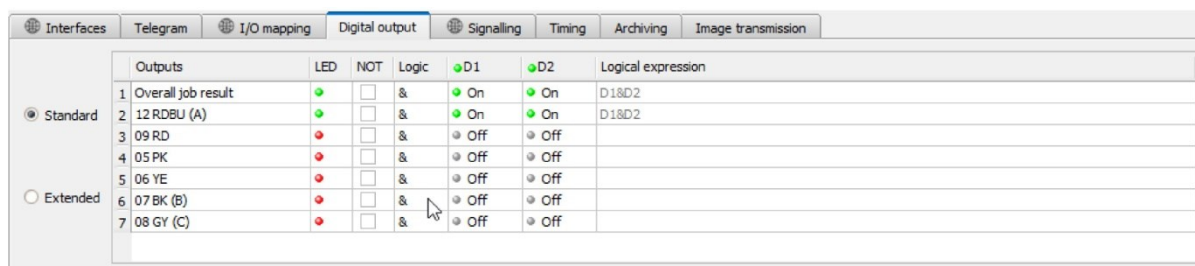 Interfaces Telegram I/O mapping Digital output Signalling Timing Archiving Image transmission
Outputs LED NOT Logic D1 D2 Logical expression
1 Overall job result & On On D1&D2
Standard 2 12 RDBU (A) & On On D1&D2
3 09 RD & Off Off
4 05 PK & Off Off
5 06 YE & Off Off
Extended 6 07 BK (B) & Off Off
7 08 GY (C) & Off Off